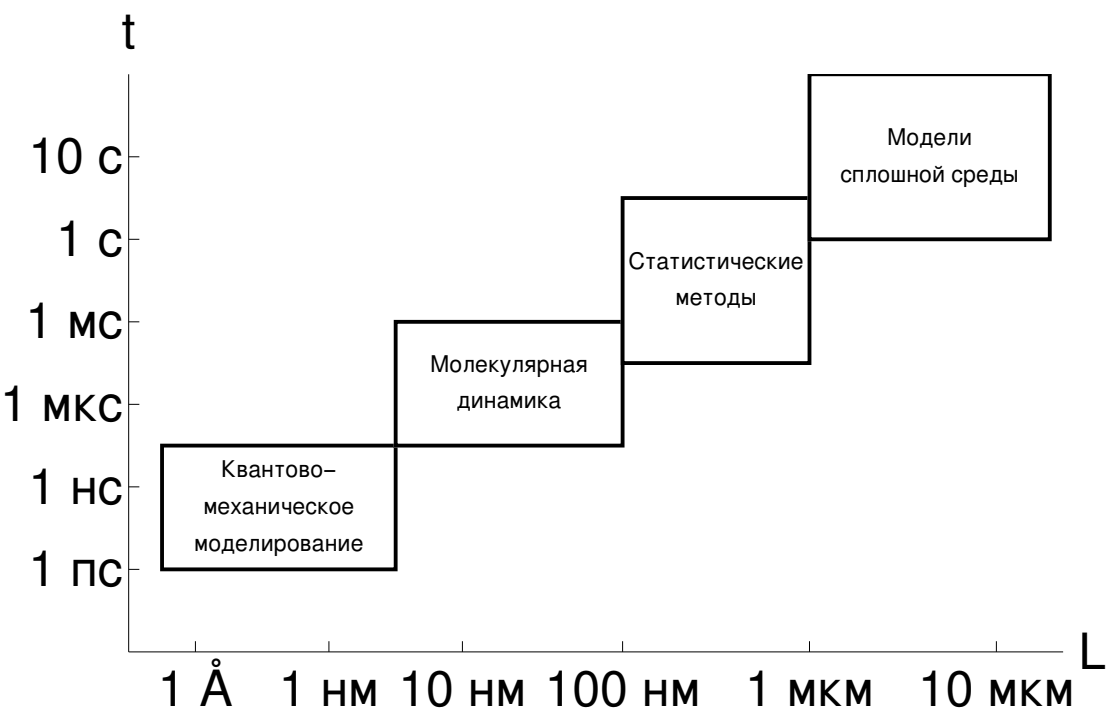 t
10 с
1 с
1 мс
1 мкс
1 нс
1 пс
Модели
сплошной среды
Статистические
методы
Молекулярная
динамика
Квантово–
механическое
моделирование
1 Å 1 нм 10 нм 100 нм 1 мкм 10 мкм
L